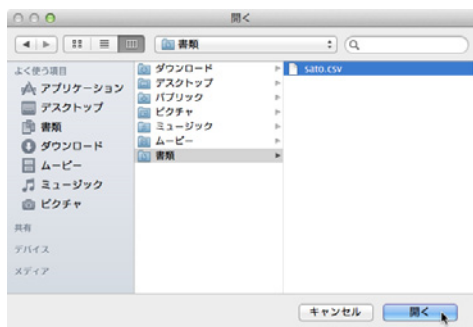 開く
書類
よく使う項目
アプリケーション
デスクトップ
書類
ダウンロード
ムービー
ミュージック
ピクチャ
共有
デバイス
メディア
ダウンロード
デスクトップ
パブリック
ピクチャ
ミュージック
ムービー
書類
sato.csv
キャンセル
開く